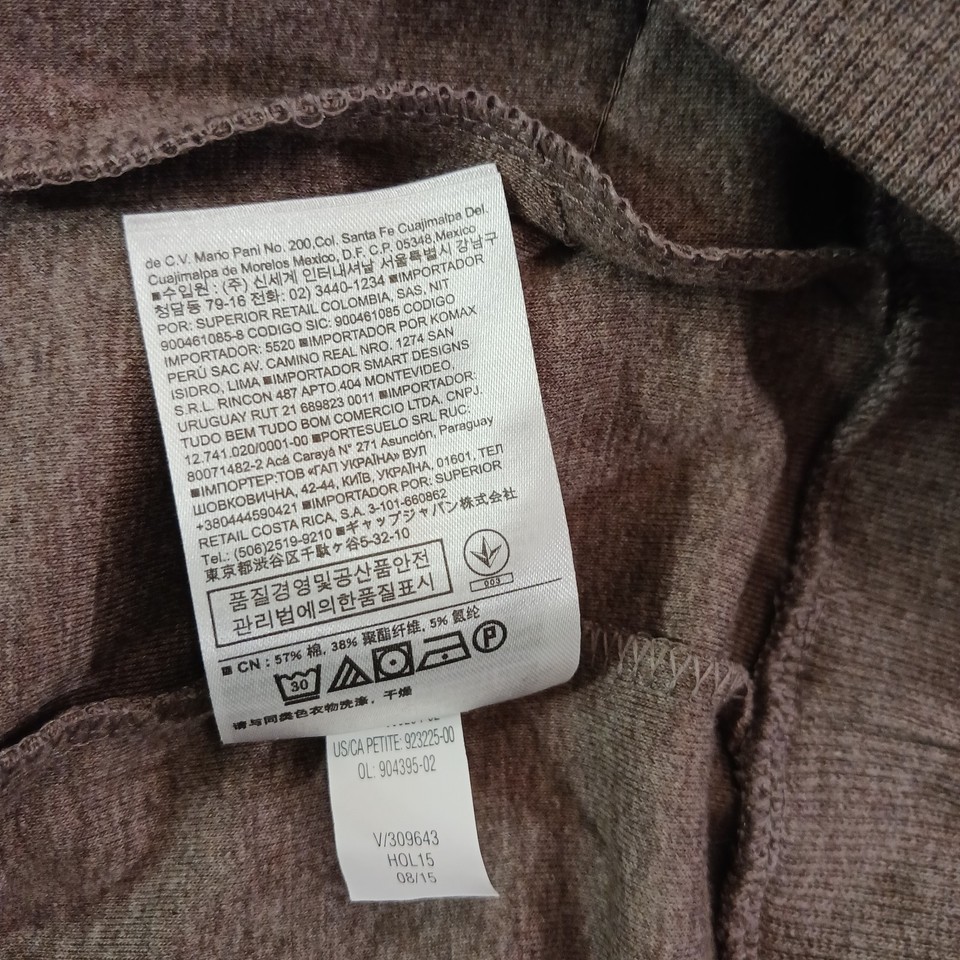 de C.V. Mario Pani No. 200,Col. Santa Fe Cuajimalpa Del.
Cuajimalpa de Morelos Mexico, D.F. C.P. 05348,Mexico
■수입원 : (주) 신세계 인터내셔날 서울특별시 강남구
청담동 79-16 전화: 02) 3440-1234 ■IMPORTADOR
POR: SUPERIOR RETAIL COLOMBIA, SAS, NIT
900461085-8 CODIGO SIC: 900461085 CODIGO
IMPORTADOR: 5520 ■IMPORTADOR POR KOMAX
PERÚ SAC AV. CAMINO REAL NRO. 1274 SAN
ISIDRO, LIMA ■IMPORTADOR SMART DESIGNS
S.R.L. RINCON 487 APTO.404 MONTEVIDEO,
URUGUAY RUT 21 689823 0011 ■IMPORTADOR:
TUDO BEM TUDO BOM COMERCIO LTDA, CNPJ.
12.741.020/0001-00 ■PORTESUELO SRL RUC:
80071482-2 Acá Carayá N° 271 Asunción, Paraguay
■ІМПОРТЕР:ТОВ «ГАП УКРАЇНА» ВУЛ
ШОВКОВИЧНА, 42-44, КИЇВ, УКРАЇНА, 01601, ТЕЛ
+380444590421 ■IMPORTADOR POR: SUPERIOR
RETAIL COSTA RICA, S.A. 3-101-660862
Tel.: (506)2519-9210 ■ギャップジャパン株式会社
東京都渋谷区千駄ヶ谷5-32-10
품질경영및공산품안전
관리법에의한품질표시
003
■ CN : 57% 棉, 38% 聚酯纤维, 5% 氨纶
30 P
请与同类色衣物洗涤, 干燥
US/CA PETITE: 923225-00
OL: 904395-02
V/309643
HOL15
08/15